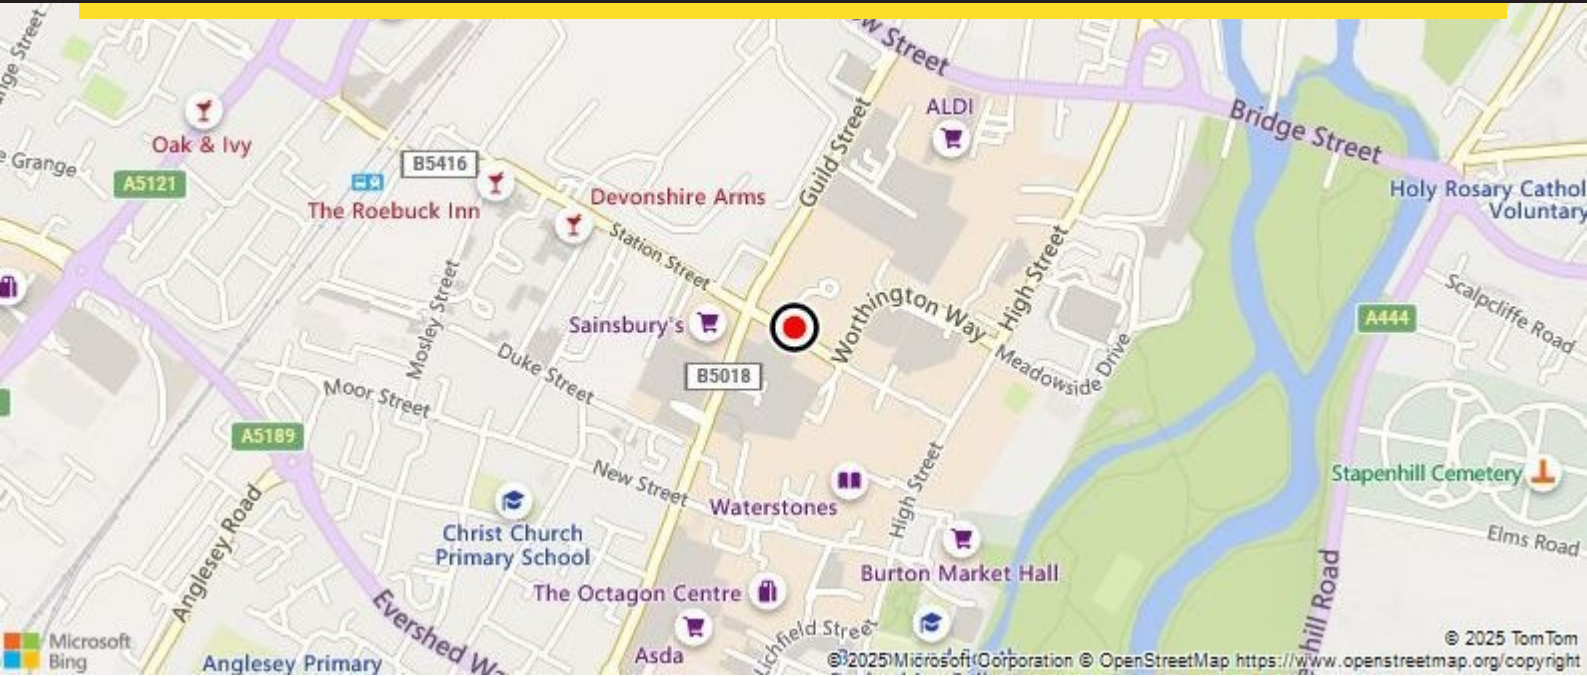 w Street
ALDI
Bridge Street
nge Street
Oak & Ivy
e Grange
A5121
B5416
The Roebuck Inn
Devonshire Arms
Guild Street
Station Street
Holy Rosary Cathol
Voluntary
Scalpcliffe Road
A444
High Street
Worthington Way
Meadowside Drive
Sainsbury's
B5018
Mosley Street
Duke Street
Moor Street
A5189
New Street
Waterstones
High Street
Stapenhill Cemetery
Elms Road
Christ Church
Primary School
Anglesey Road
Burton Market Hall
The Octagon Centre
Evershed Wa
Lichfield Street
Asda
Anglesey Primary
hill Road
Microsoft
Bing
© 2025 TomTom
© 2025 Microsoft Corporation © OpenStreetMap https://www.openstreetmap.org/copyright